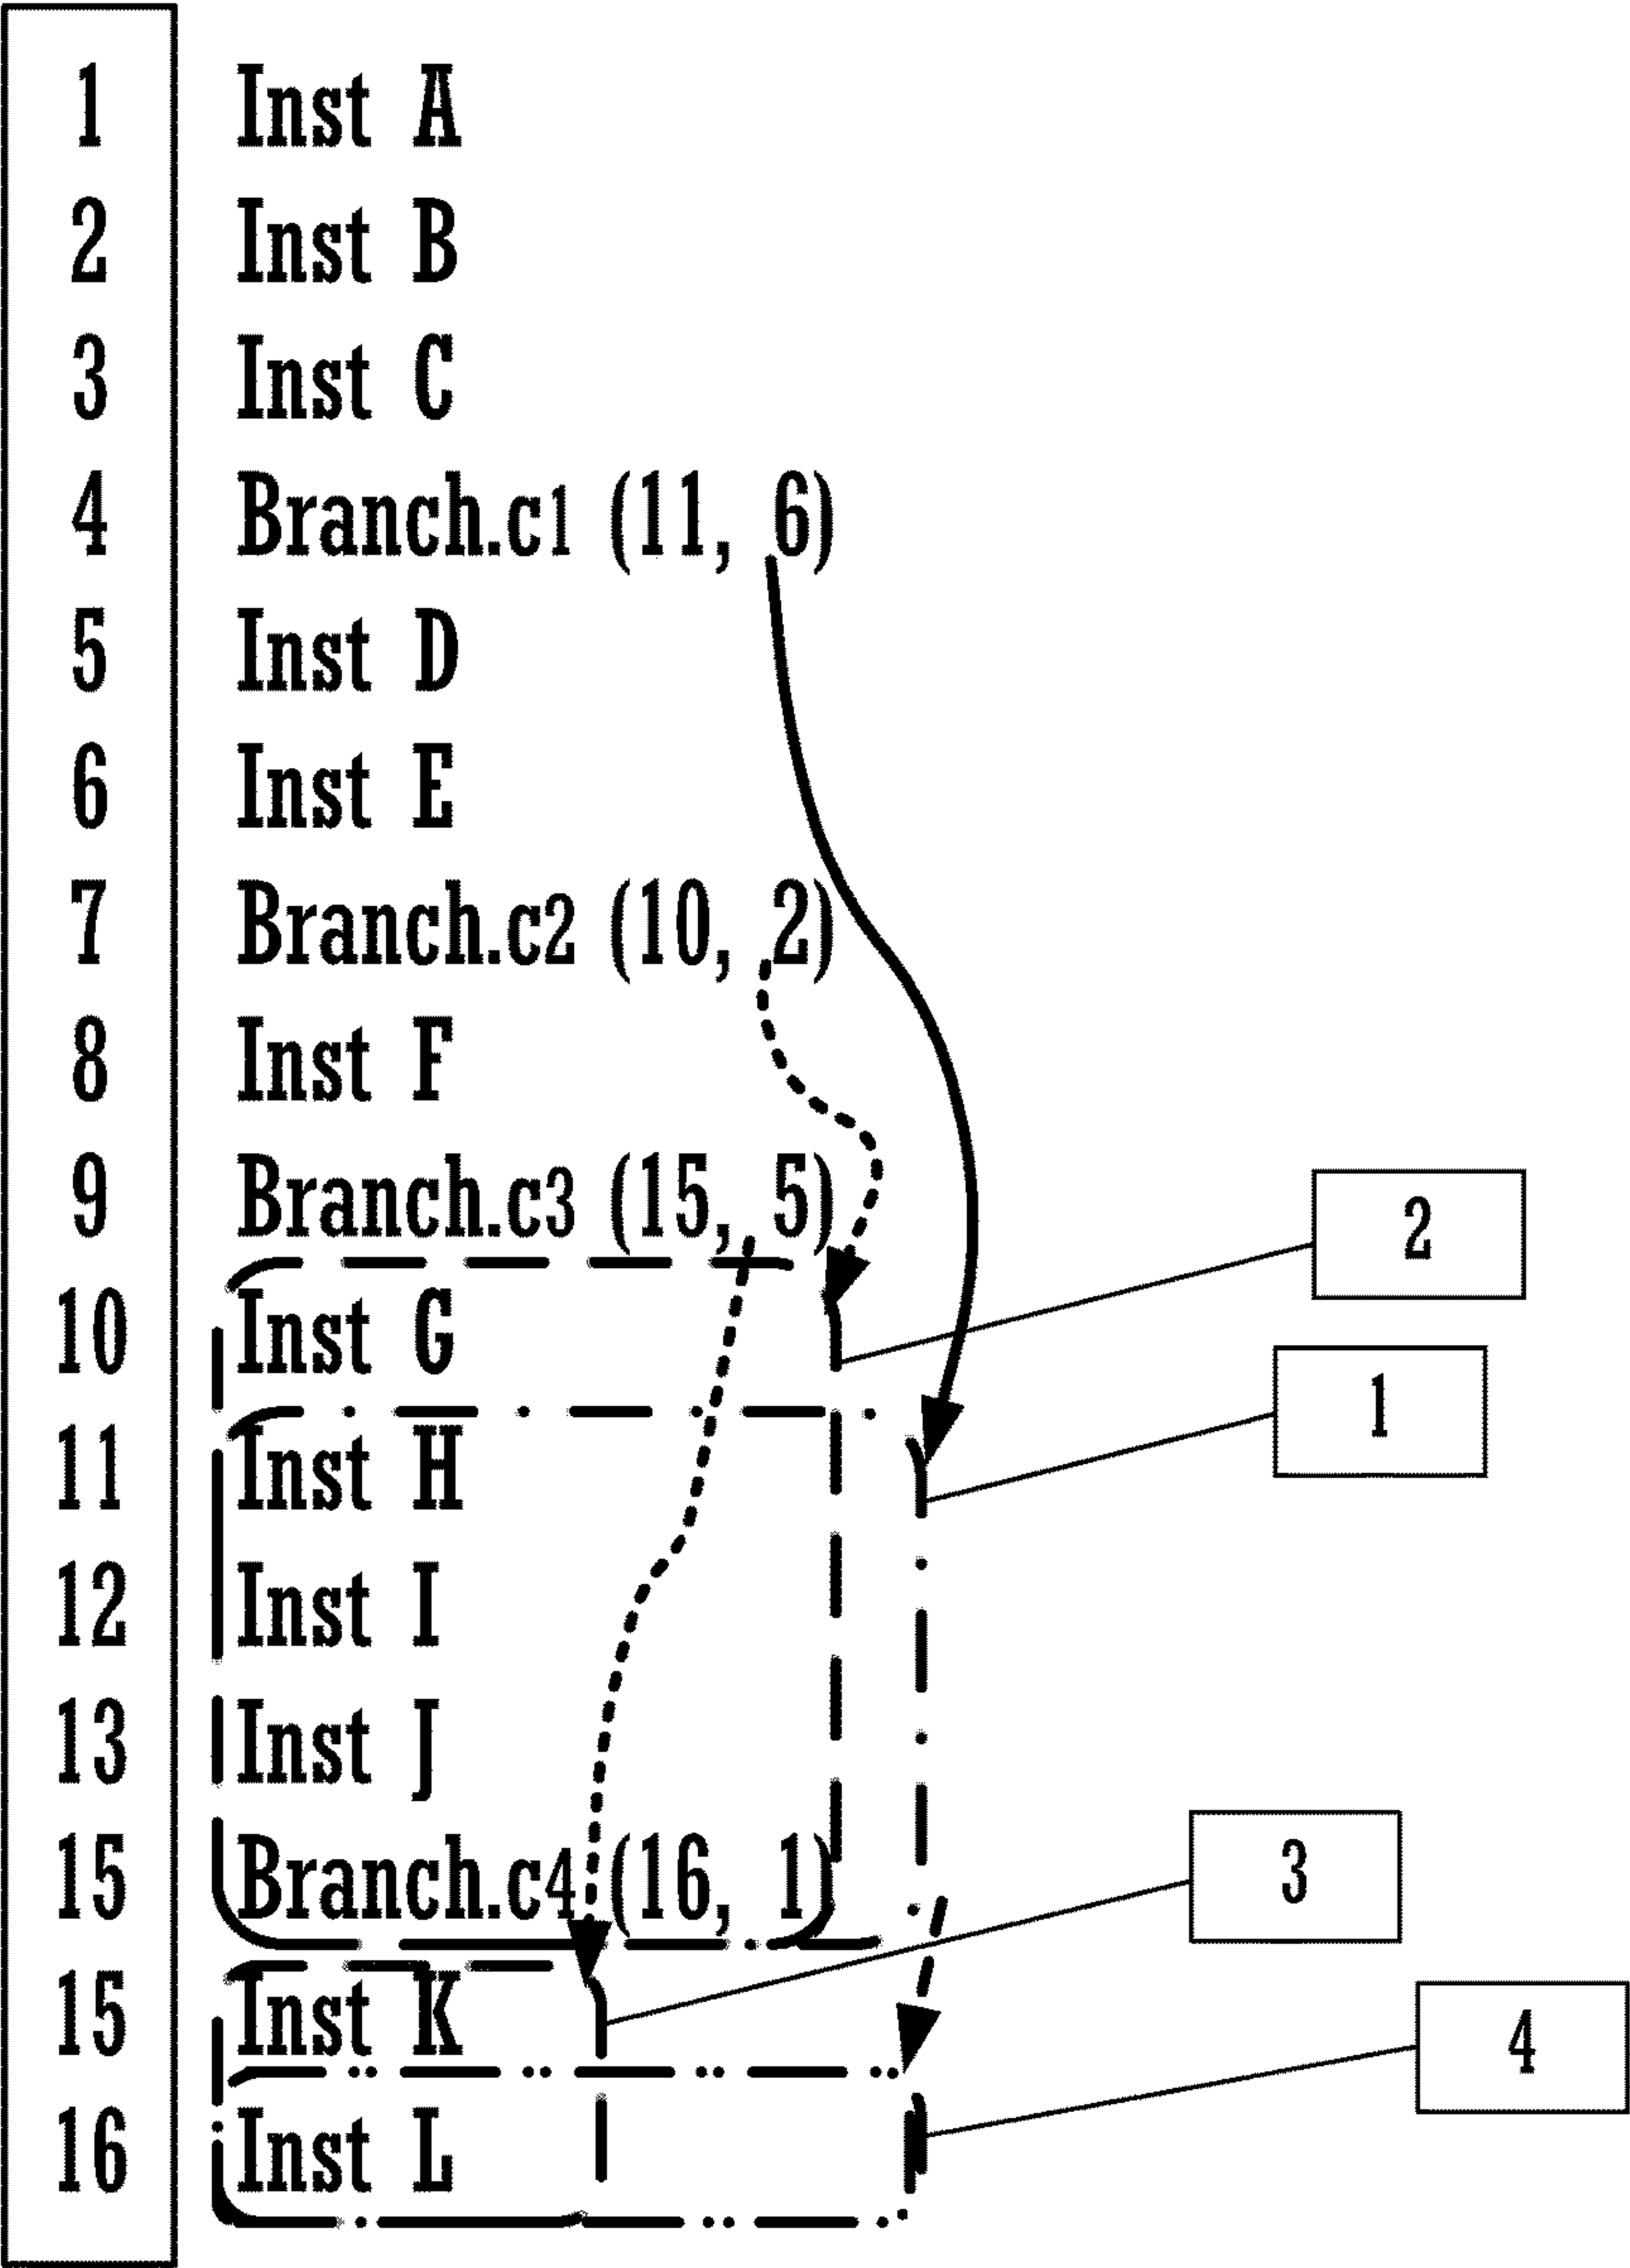 1 Inst A
2 Inst B
3 Inst C
4 Branch.c1 (11, 6)
5 Inst D
6 Inst E
7 Branch.c2 (10, 2)
8 Inst F
9 Branch.c3 (15, 5)
2
10 Inst G
1
11 Inst H
12 Inst I
13 Inst J
15 Branch.c4 (16, 1)
3
15 Inst K
4
16 Inst L